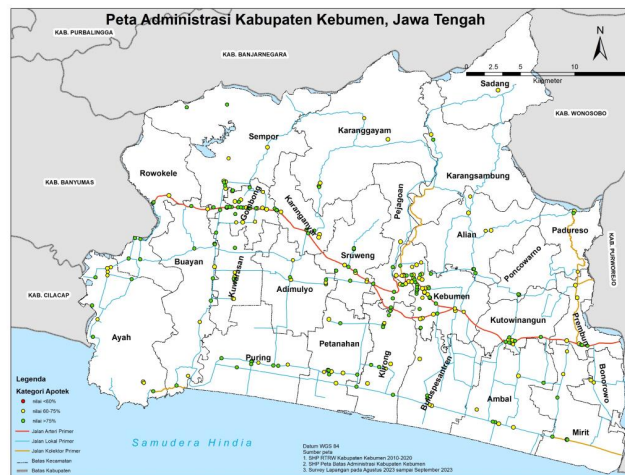 Peta Administrasi Kabupaten Kebumen, Jawa Tengah
KAB. PURBALINGGA
KAB. BANJARNEGARA
N
0 2.5 5 10
Kilometer
Sadang
KAB. WONOSOBO
Sempor
Karanggayam
Rowokele
Karangsambung
KAB. BANYUMAS
Gombong
Karanganyar
Pejagoan
Padureso
Alian
Buayan
Sruweng
Poncowarno
KAB. PURWOREJO
Kuwarasan
Adimulyo
Kebumen
KAB. CILACAP
Kutowinangun
Prembun
Ayah
Petanahan
Puring
Klirong
Buluspesantren
Bonorowo
Ambal
Mirit
Samudera Hindia
Legenda
Kategori Apotek
nilai <60%
nilai 60-75%
nilai >75%
Jalan Arteri Primer
Jalan Lokal Primer
Jalan Kolektor Primer
Batas Kecamatan
Batas Kabupaten
Datum WGS 84
Sumber peta
1. SHP RTRW Kabupaten Kebumen 2010-2020
2. SHP Peta Batas Administrasi Kabupaten Kebumen
3. Survey Lapangan pada Agustus 2023 sampai September 2023